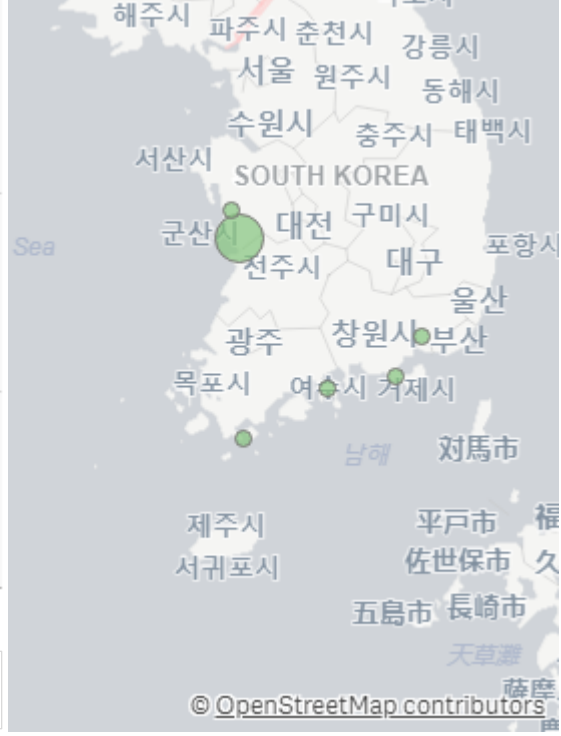 해주시
파주시 춘천시
강릉시
서울 원주시
동해시
수원시 충주시 태백시
서산시
SOUTH KOREA
군산시 대전 구미시
Sea
전주시 대구 포항시
울산
광주 창원시 부산
목포시 여수시 거제시
남해 対馬市
제주시 平戸市 福
서귀포시 佐世保市 久
五島市 長崎市
天草灘
薩摩
© OpenStreetMap contributors